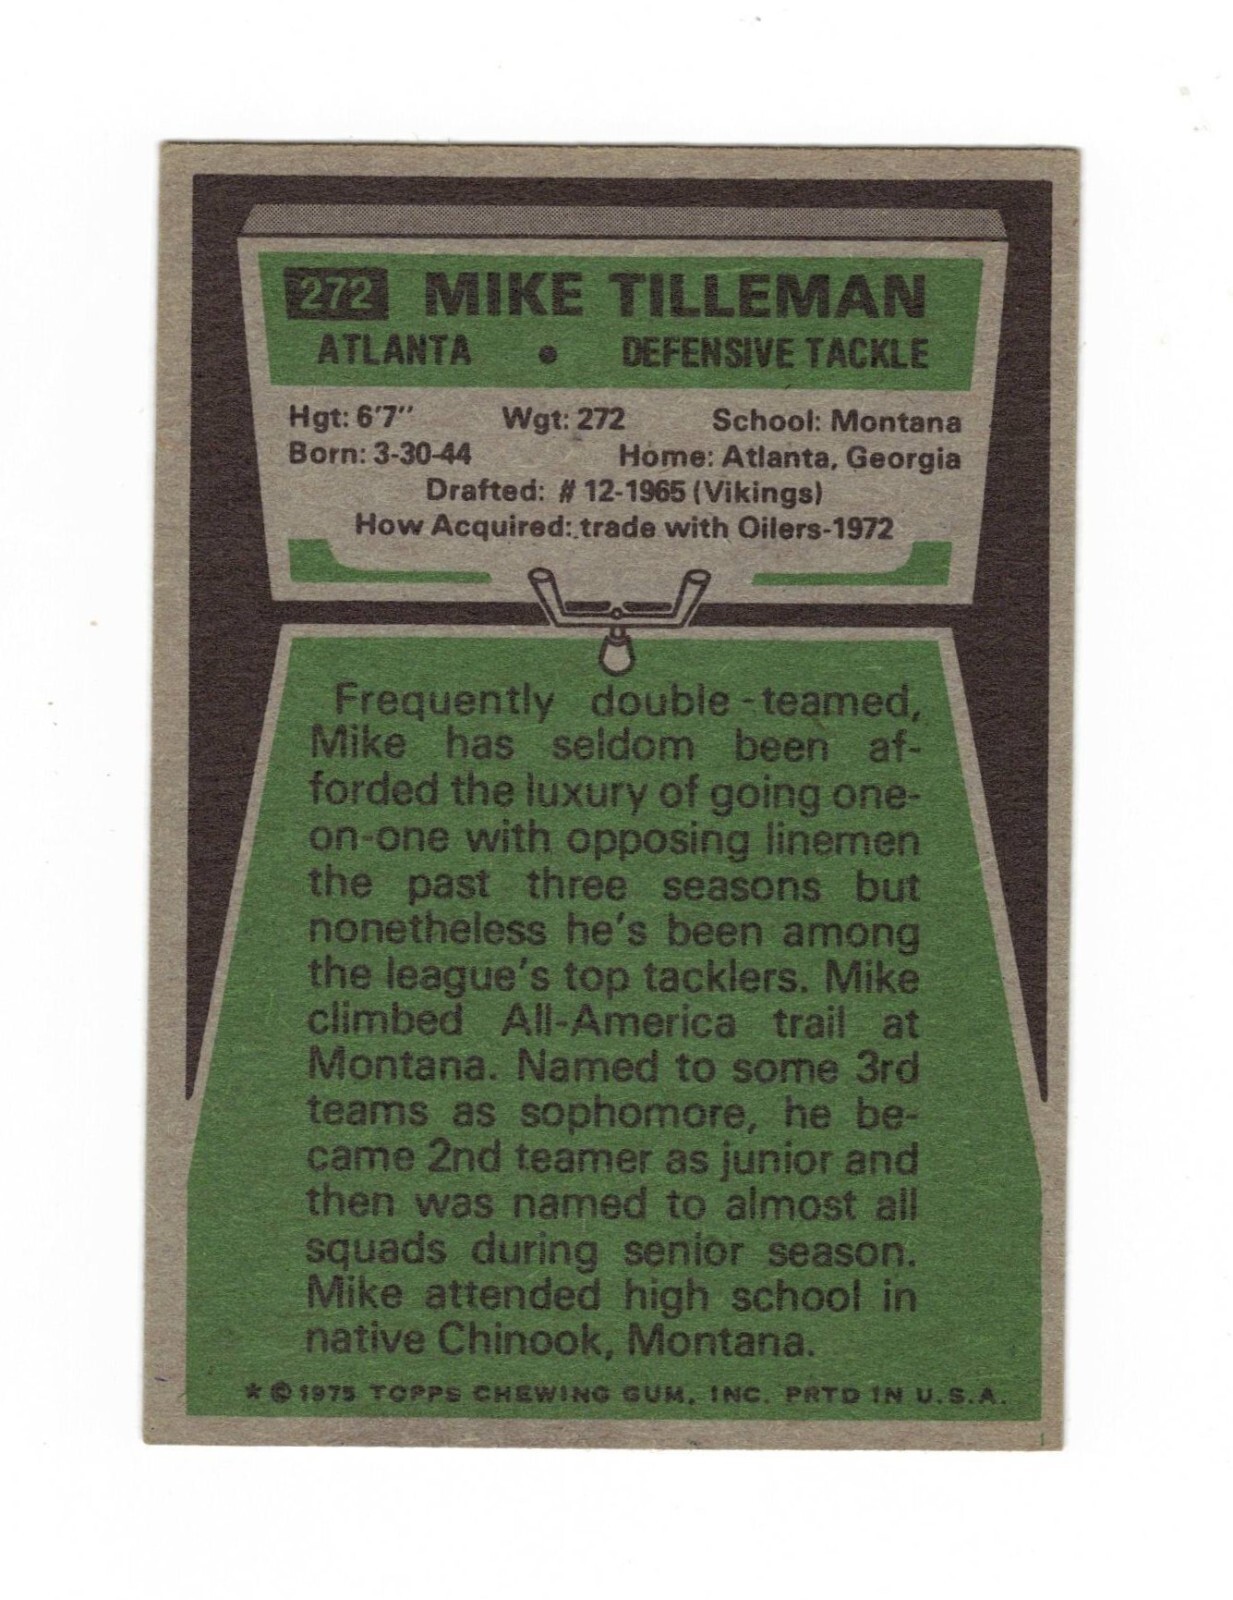 272 MIKE TILLEMAN
ATLANTA • DEFENSIVE TACKLE
Hgt: 6'7" Wgt: 272 School: Montana
Born: 3-30-44 Home: Atlanta, Georgia
Drafted: # 12-1965 (Vikings)
How Acquired: trade with Oilers-1972
Frequently double-teamed,
Mike has seldom been af-
forded the luxury of going one-
on-one with opposing linemen
the past three seasons but
nonetheless he's been among
the league's top tacklers. Mike
climbed All-America trail at
Montana. Named to some 3rd
teams as sophomore, he be-
came 2nd teamer as junior and
then was named to almost all
squads during senior season.
Mike attended high school in
native Chinook, Montana.
* © 1975 TOPPS CHEWING GUM, INC. PRTD IN U.S.A.